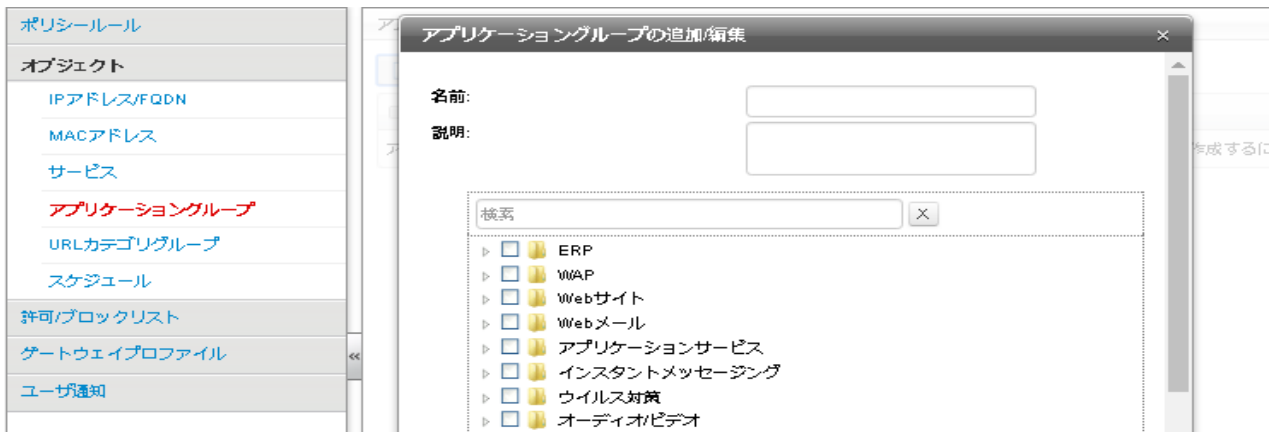 ポリシールール
オブジェクト
IPアドレス/FQDN
MACアドレス
サービス
アプリケーショングループ
URLカテゴリグループ
スケジュール
許可/ブロックリスト
ゲートウェイプロファイル
ユーザ通知
«
アプリケーショングループの追加/編集 ×
名前:
説明:
検索 X
ERP
WAP
Webサイト
Webメール
アプリケーションサービス
インスタントメッセージング
ウイルス対策
オーディオ/ビデオ
作成するに